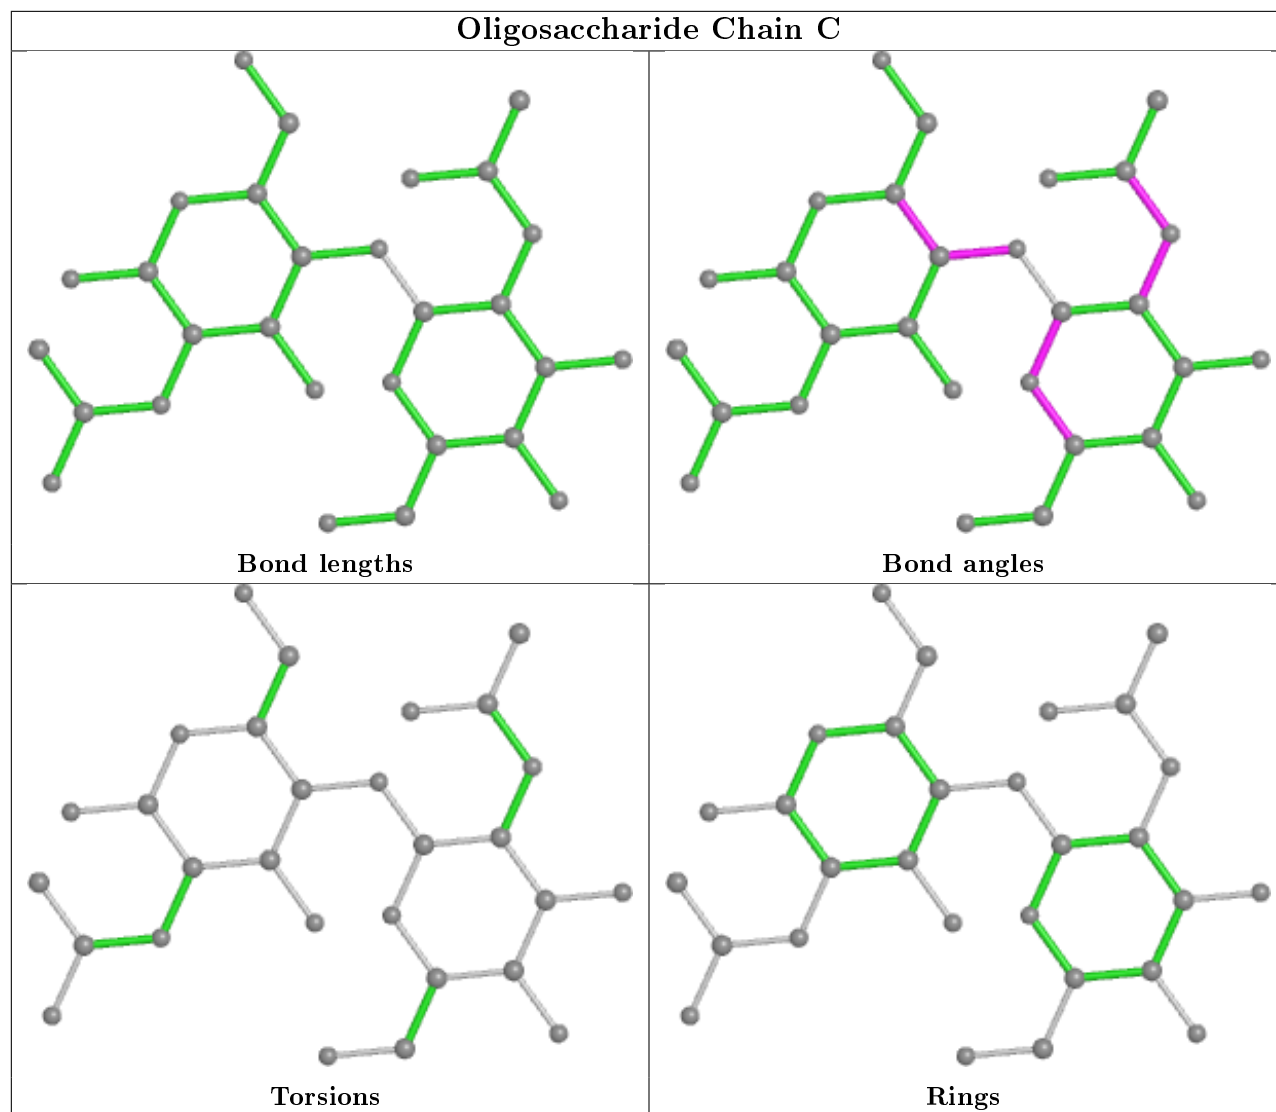 Oligosaccharide Chain C
Bond lengths
Bond angles
Torsions
Rings